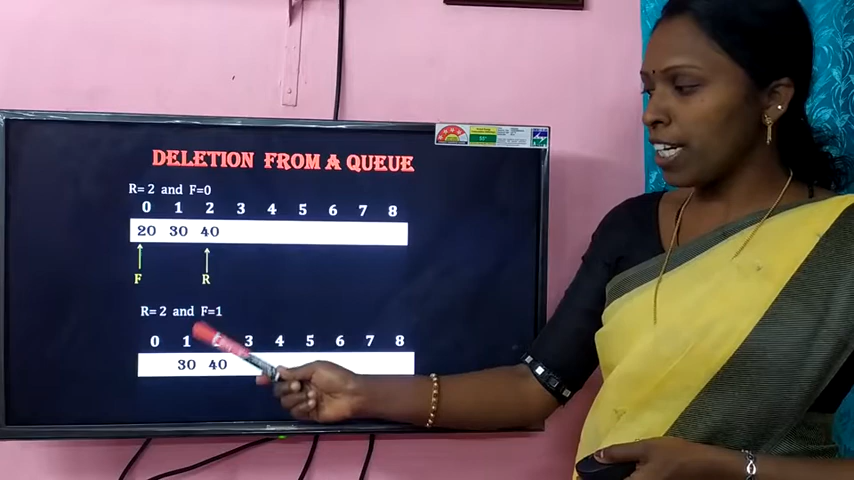 DELETION FROM A QUEUE
R= 2 and F=0
0 1 2 3 4 5 6 7 8
20 30 40
F R
R=2 and F=1
0 1 3 4 5 6 7 8
30 40